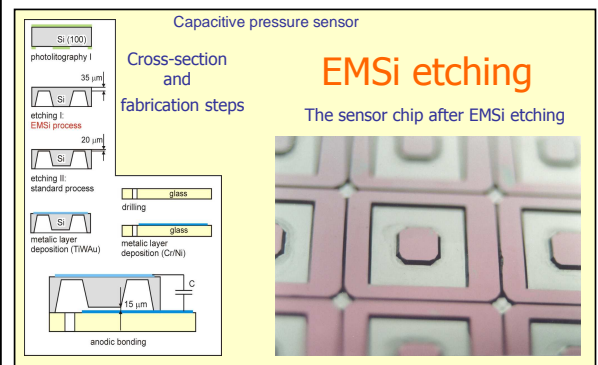 Capacitive pressure sensor
Si (100)
photolitography I
35 µm
Si
etching I:
EMSi process
20 µm
Si
etching II:
standard process
Si
metalic layer
deposition (TiWAu)
glass
drilling
glass
metalic layer
deposition (Cr/Ni)
C
15 µm
anodic bonding
Cross-section
and
fabrication steps
EMSi etching
The sensor chip after EMSi etching